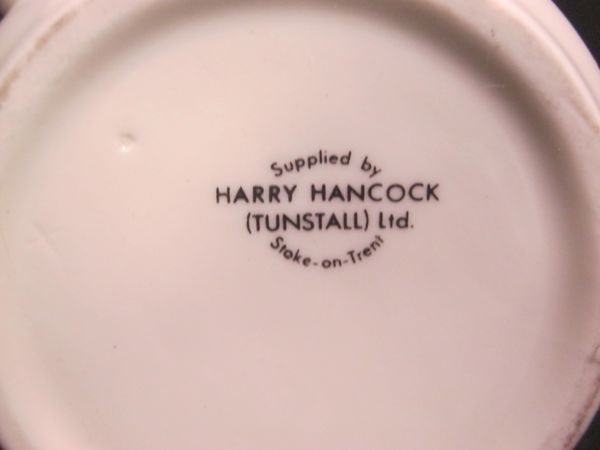 Supplied by
HARRY HANCOCK
(TUNSTALL) Ltd.
Stoke-on-Trent